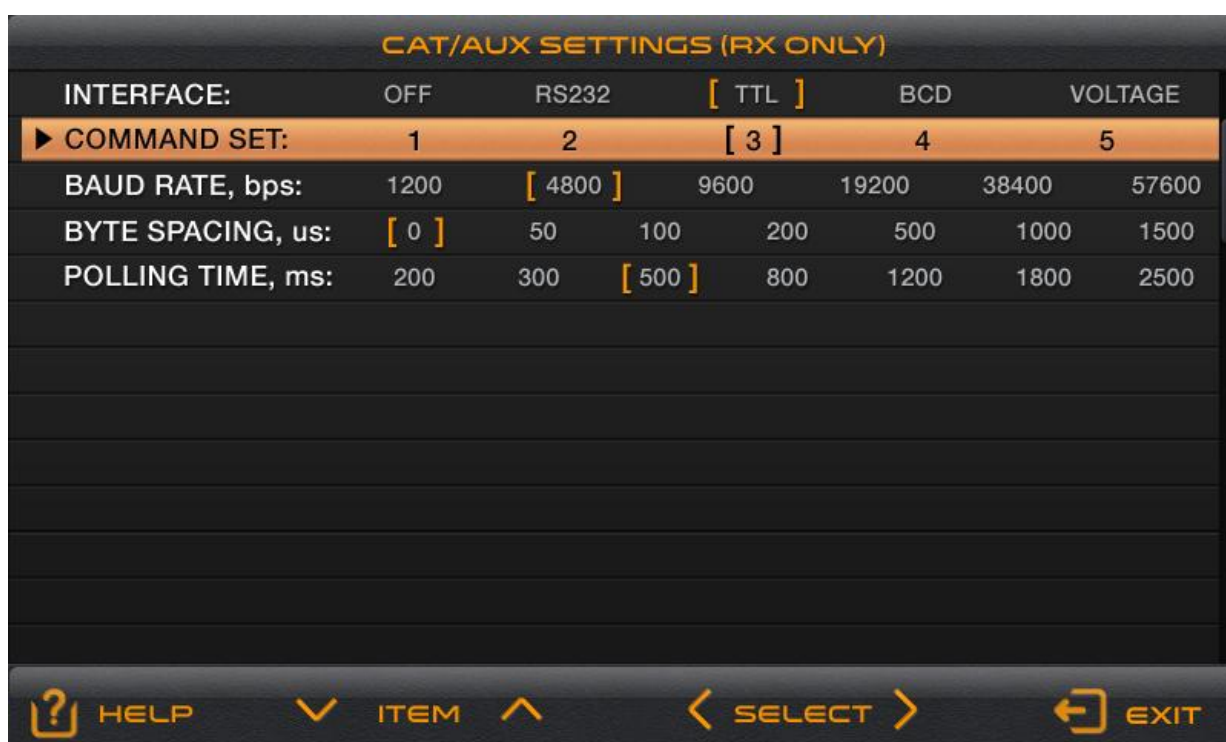 CAT/AUX SETTINGS (RX ONLY)
INTERFACE: OFF RS232 [ TTL ] BCD VOLTAGE
COMMAND SET: 1 2 [ 3 ] 4 5
BAUD RATE, bps: 1200 [ 4800 ] 9600 19200 38400 57600
BYTE SPACING, us: [ 0 ] 50 100 200 500 1000 1500
POLLING TIME, ms: 200 300 [ 500 ] 800 1200 1800 2500
? HELP ITEM SELECT EXIT